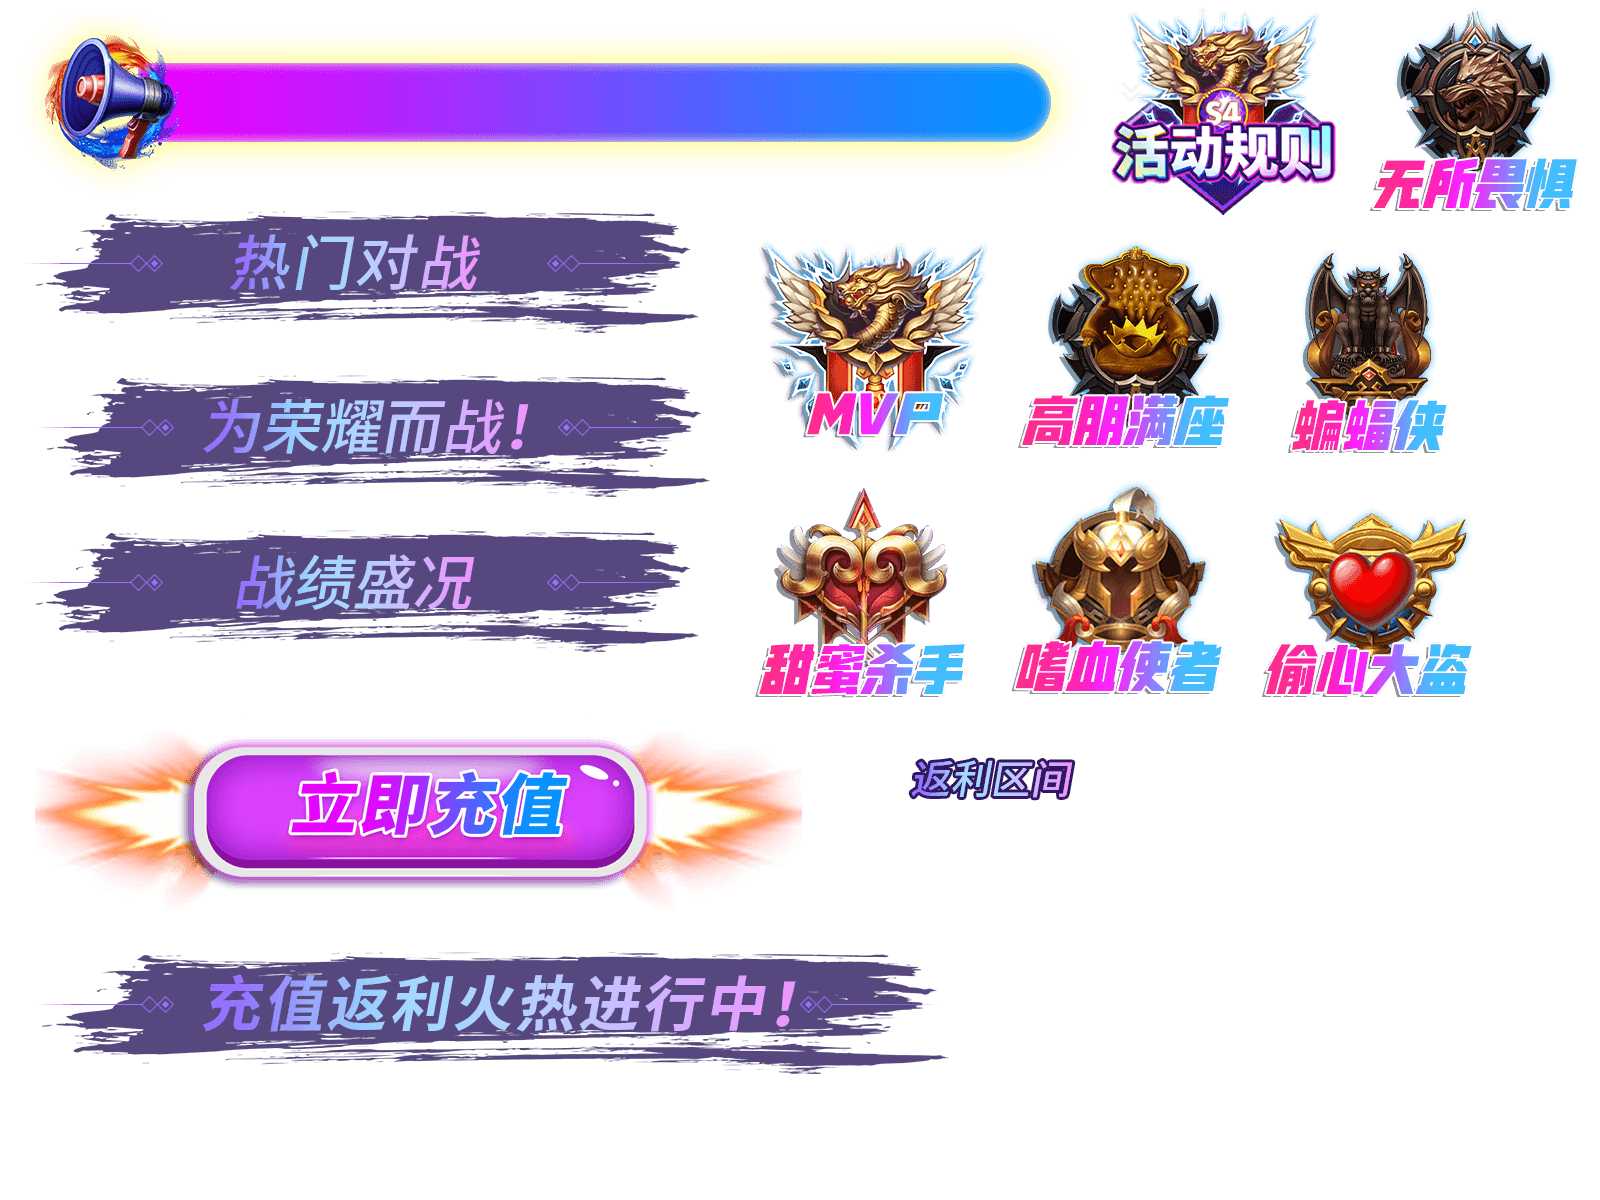 S4
活动规则
无所畏惧
热门对战
MVP
高朋满座
蝙蝠侠
为荣耀而战!
战绩盛况
甜蜜杀手
嗜血使者
偷心大盗
立即充值
返利区间
充值返利火热进行中!